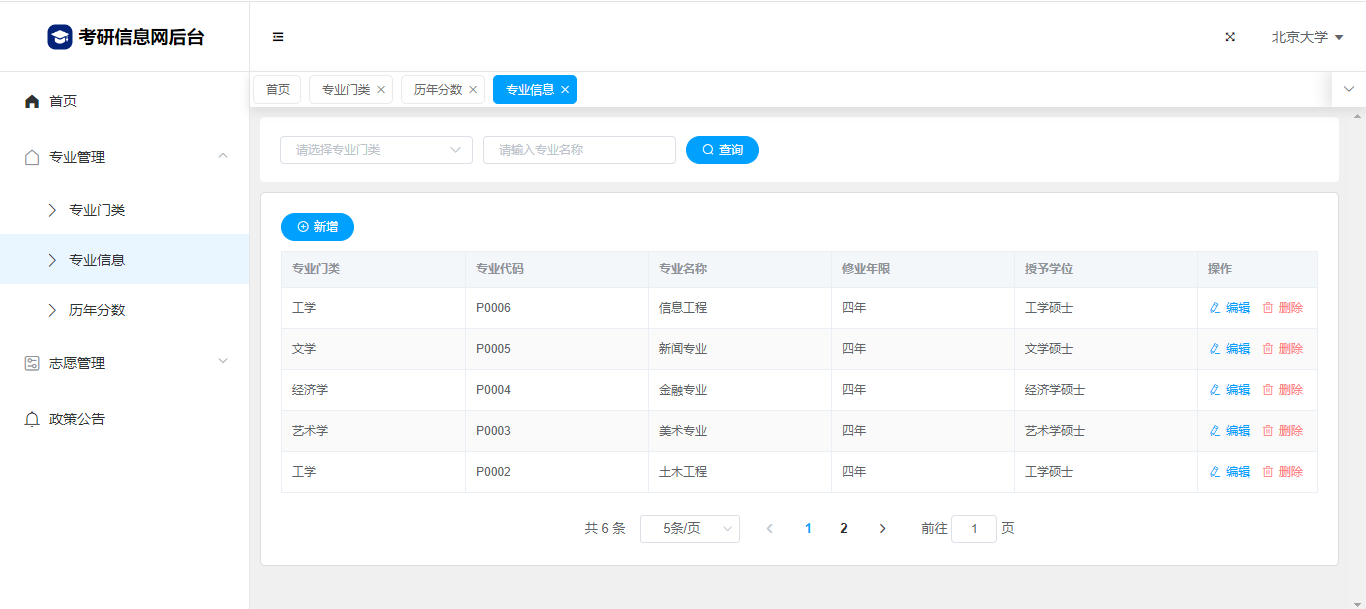 考研信息网后台
北京大学
首页 专业门类 历年分数 专业信息
首页
专业管理
专业门类
专业信息
历年分数
志愿管理
政策公告
请选择专业门类 请输入专业名称 查询
新增
专业门类 专业代码 专业名称 修业年限 授予学位 操作
工学 P0006 信息工程 四年 工学硕士 编辑 删除
文学 P0005 新闻专业 四年 文学硕士 编辑 删除
经济学 P0004 金融专业 四年 经济学硕士 编辑 删除
艺术学 P0003 美术专业 四年 艺术学硕士 编辑 删除
工学 P0002 土木工程 四年 工学硕士 编辑 删除
共 6 条 5条/页 1 2 前往 1 页